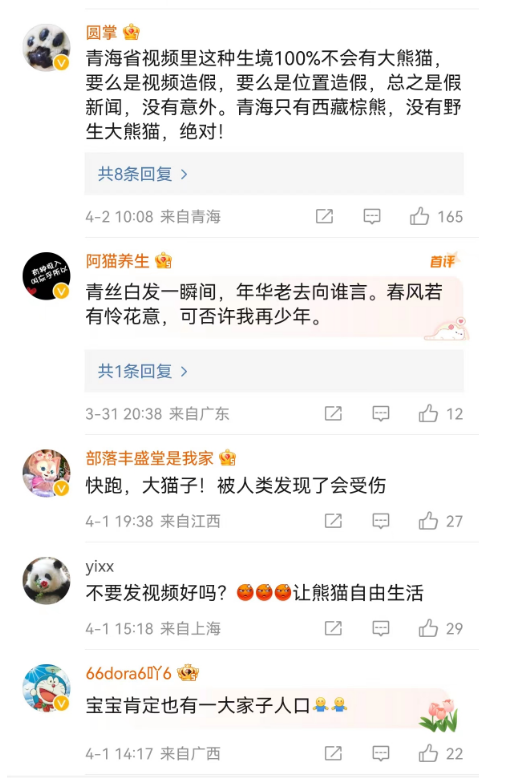 圆掌
青海省视频里这种生境100%不会有大熊猫，
要么是视频造假，要么是位置造假，总之是假
新闻，没有意外。青海只有西藏棕熊，没有野
生大熊猫，绝对！
共8条回复 >
4-2 10:08 来自青海 165
阿猫养生
首评
青丝白发一瞬间，年华老去向谁言。春风若
有怜花意，可否许我再少年。
共1条回复 >
3-31 20:38 来自广东 12
部落丰盛堂是我家
快跑，大猫子！被人类发现了会受伤
4-1 19:38 来自江西 27
yixx
不要发视频好吗？让熊猫自由生活
4-1 15:18 来自上海 29
66dora6吖6
宝宝肯定也有一大家子人口
4-1 14:17 来自广西 22